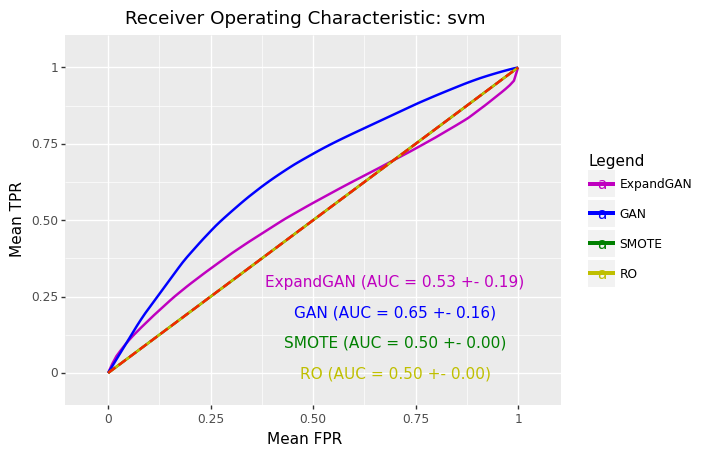 Receiver Operating Characteristic: svm
Mean TPR
1
0.75
0.50
0.25
0
ExpandGAN (AUC = 0.53 +- 0.19)
GAN (AUC = 0.65 +- 0.16)
SMOTE (AUC = 0.50 +- 0.00)
RO (AUC = 0.50 +- 0.00)
0
0.25
0.50
0.75
1
Mean FPR
Legend
a ExpandGAN
a GAN
a SMOTE
a RO